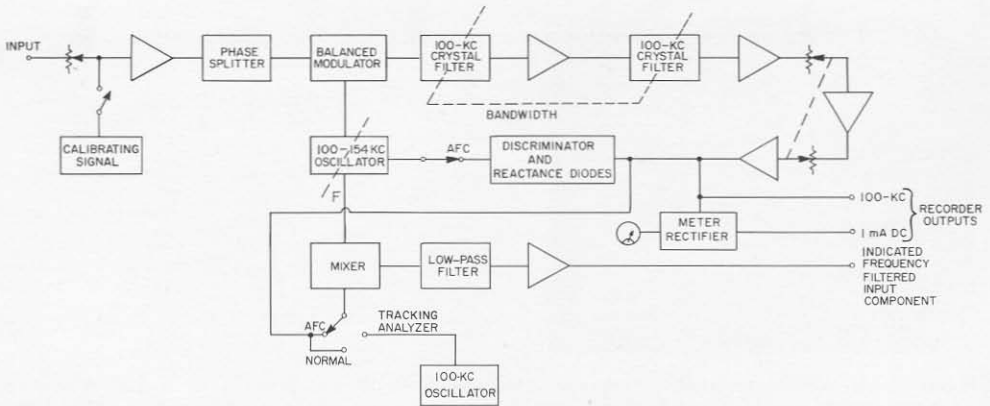 INPUT
PHASE
SPLITTER
BALANCED
MODULATOR
100-KC
CRYSTAL
FILTER
100-KC
CRYSTAL
FILTER
BANDWIDTH
CALIBRATING
SIGNAL
100-154 KC
OSCILLATOR
AFC
DISCRIMINATOR
AND
REACTANCE DIODES
F
METER
RECTIFIER
100-KC
1 mA DC
RECORDER
OUTPUTS
MIXER
LOW-PASS
FILTER
INDICATED
FREQUENCY
FILTERED
INPUT
COMPONENT
AFC
TRACKING
ANALYZER
NORMAL
100-KC
OSCILLATOR